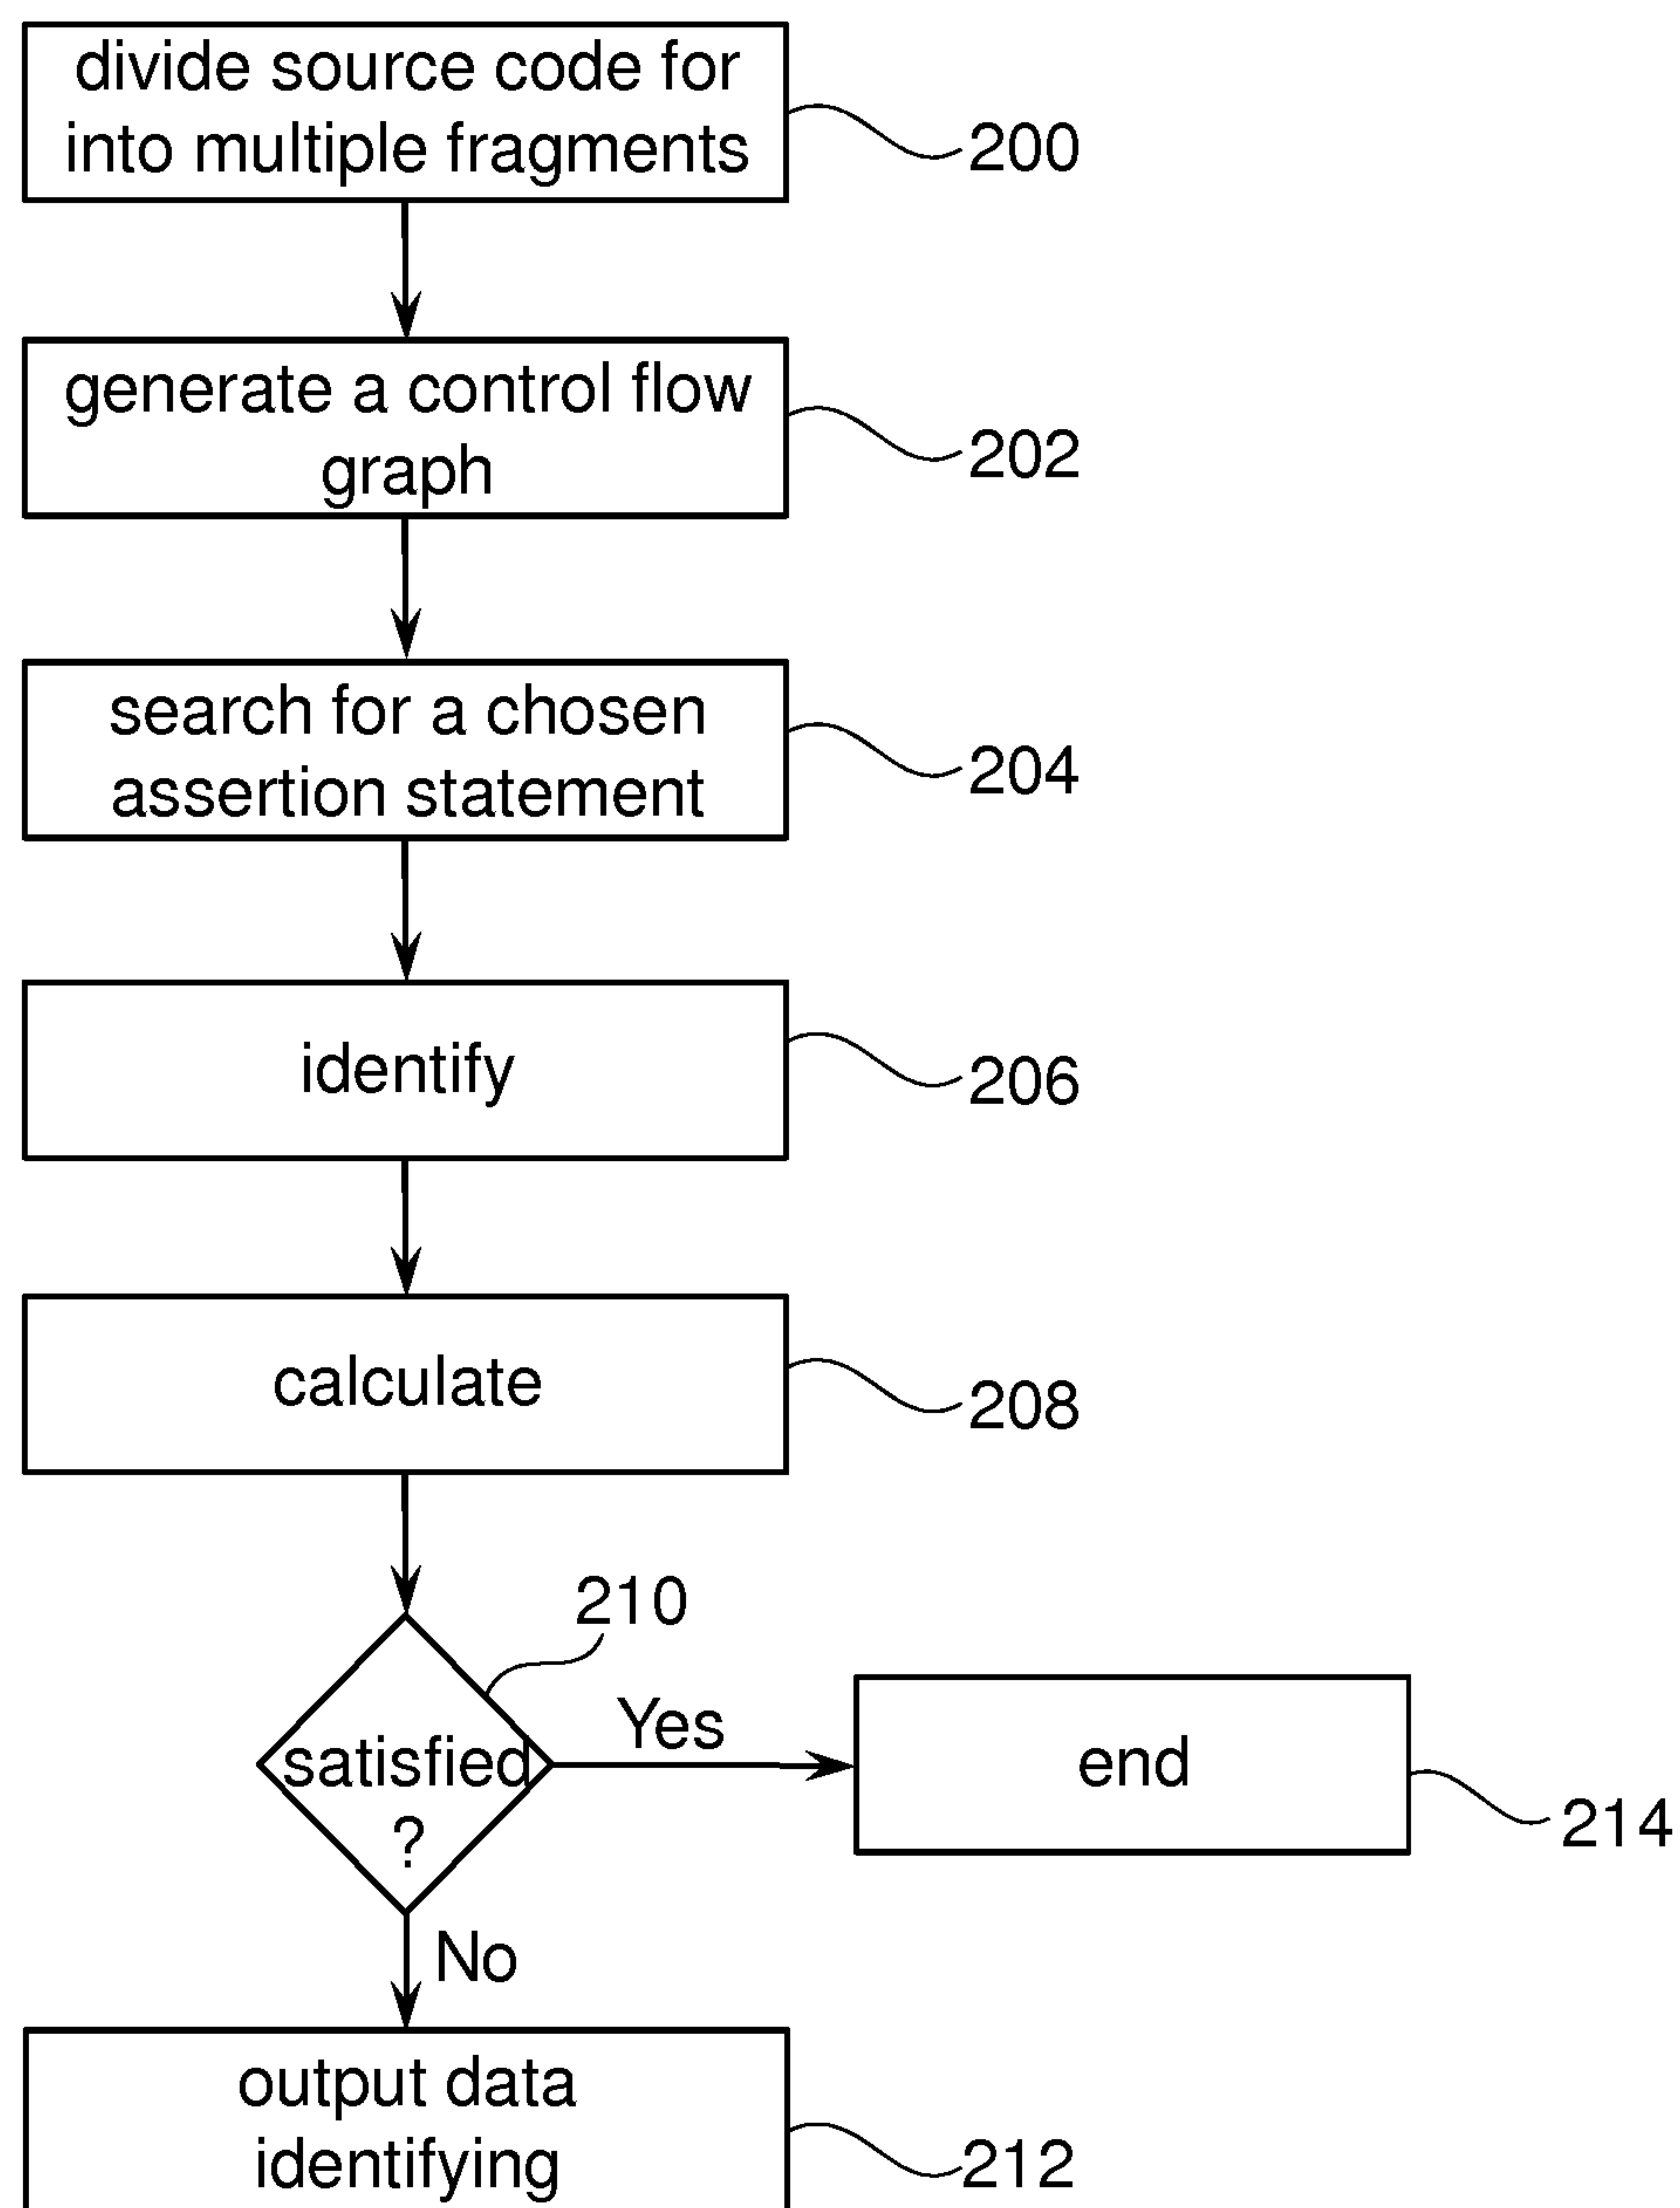 divide source code for
into multiple fragments
200
generate a control flow
graph
202
search for a chosen
assertion statement
204
identify
206
calculate
208
210
satisfied
?
Yes
end
214
No
output data
identifying
212